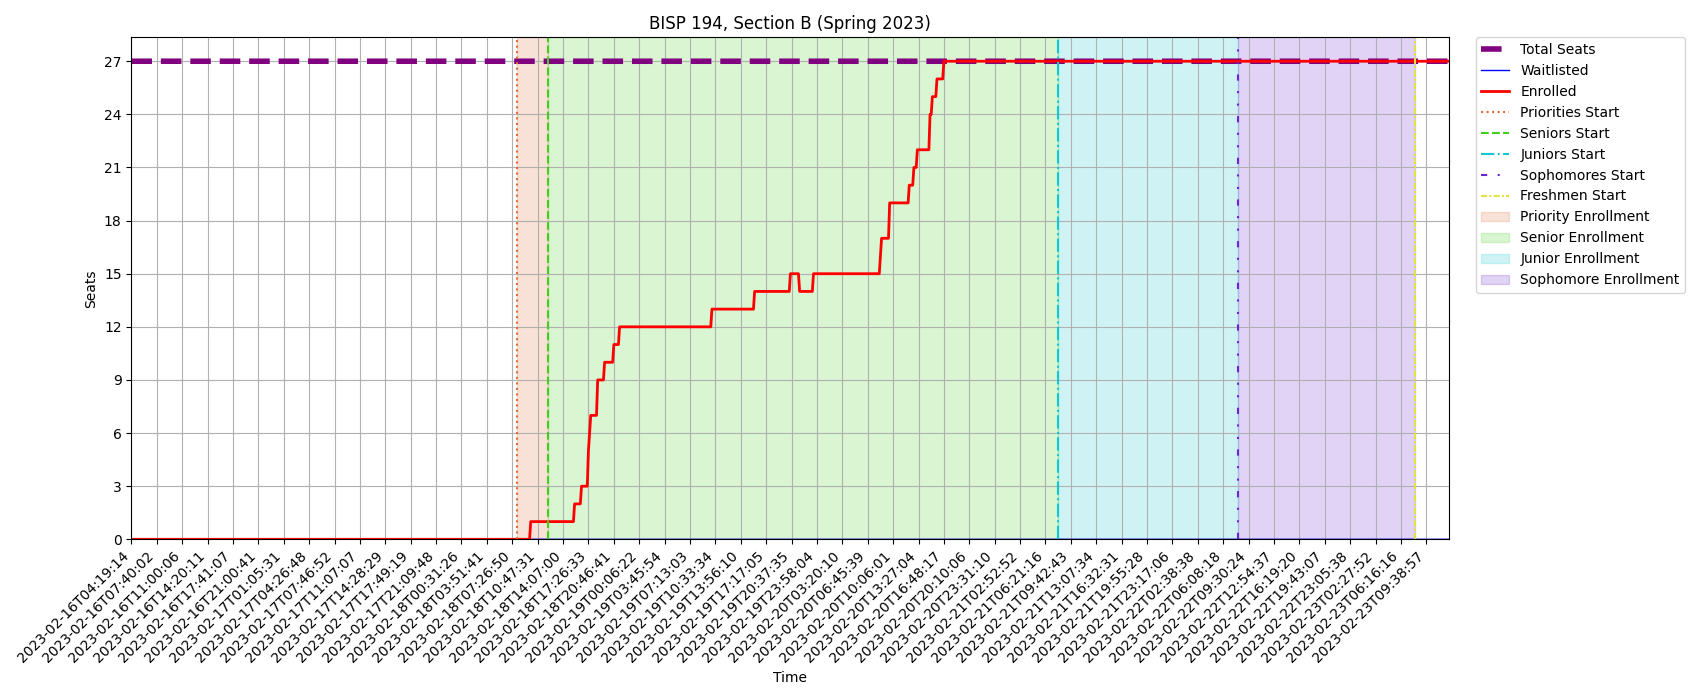 BISP 194, Section B (Spring 2023)
27
24
21
18
15
12
9
6
3
0
Seats
2023-02-16T04:19:14
2023-02-16T07:40:02
2023-02-16T11:00:06
2023-02-16T14:20:11
2023-02-16T17:41:07
2023-02-16T21:00:41
2023-02-17T01:05:31
2023-02-17T04:26:48
2023-02-17T07:46:52
2023-02-17T11:07:07
2023-02-17T14:28:29
2023-02-17T17:49:19
2023-02-17T21:09:48
2023-02-18T00:31:26
2023-02-18T03:51:41
2023-02-18T07:26:50
2023-02-18T10:47:31
2023-02-18T14:07:00
2023-02-18T17:26:33
2023-02-18T20:46:41
2023-02-19T00:06:22
2023-02-19T03:45:54
2023-02-19T07:13:03
2023-02-19T10:33:34
2023-02-19T13:56:10
2023-02-19T17:17:05
2023-02-19T20:37:35
2023-02-19T23:58:04
2023-02-20T03:20:10
2023-02-20T06:45:39
2023-02-20T10:06:01
2023-02-20T13:27:04
2023-02-20T16:48:17
2023-02-20T20:10:06
2023-02-20T23:31:10
2023-02-21T02:52:52
2023-02-21T06:21:16
2023-02-21T09:42:43
2023-02-21T13:07:34
2023-02-21T16:32:31
2023-02-21T19:55:28
2023-02-21T23:17:06
2023-02-22T02:38:38
2023-02-22T06:08:18
2023-02-22T09:30:24
2023-02-22T12:54:37
2023-02-22T16:19:20
2023-02-22T19:43:07
2023-02-22T23:05:38
2023-02-23T02:27:52
2023-02-23T06:16:16
2023-02-23T09:38:57
Time
Total Seats
Waitlisted
Enrolled
Priorities Start
Seniors Start
Juniors Start
Sophomores Start
Freshmen Start
Priority Enrollment
Senior Enrollment
Junior Enrollment
Sophomore Enrollment